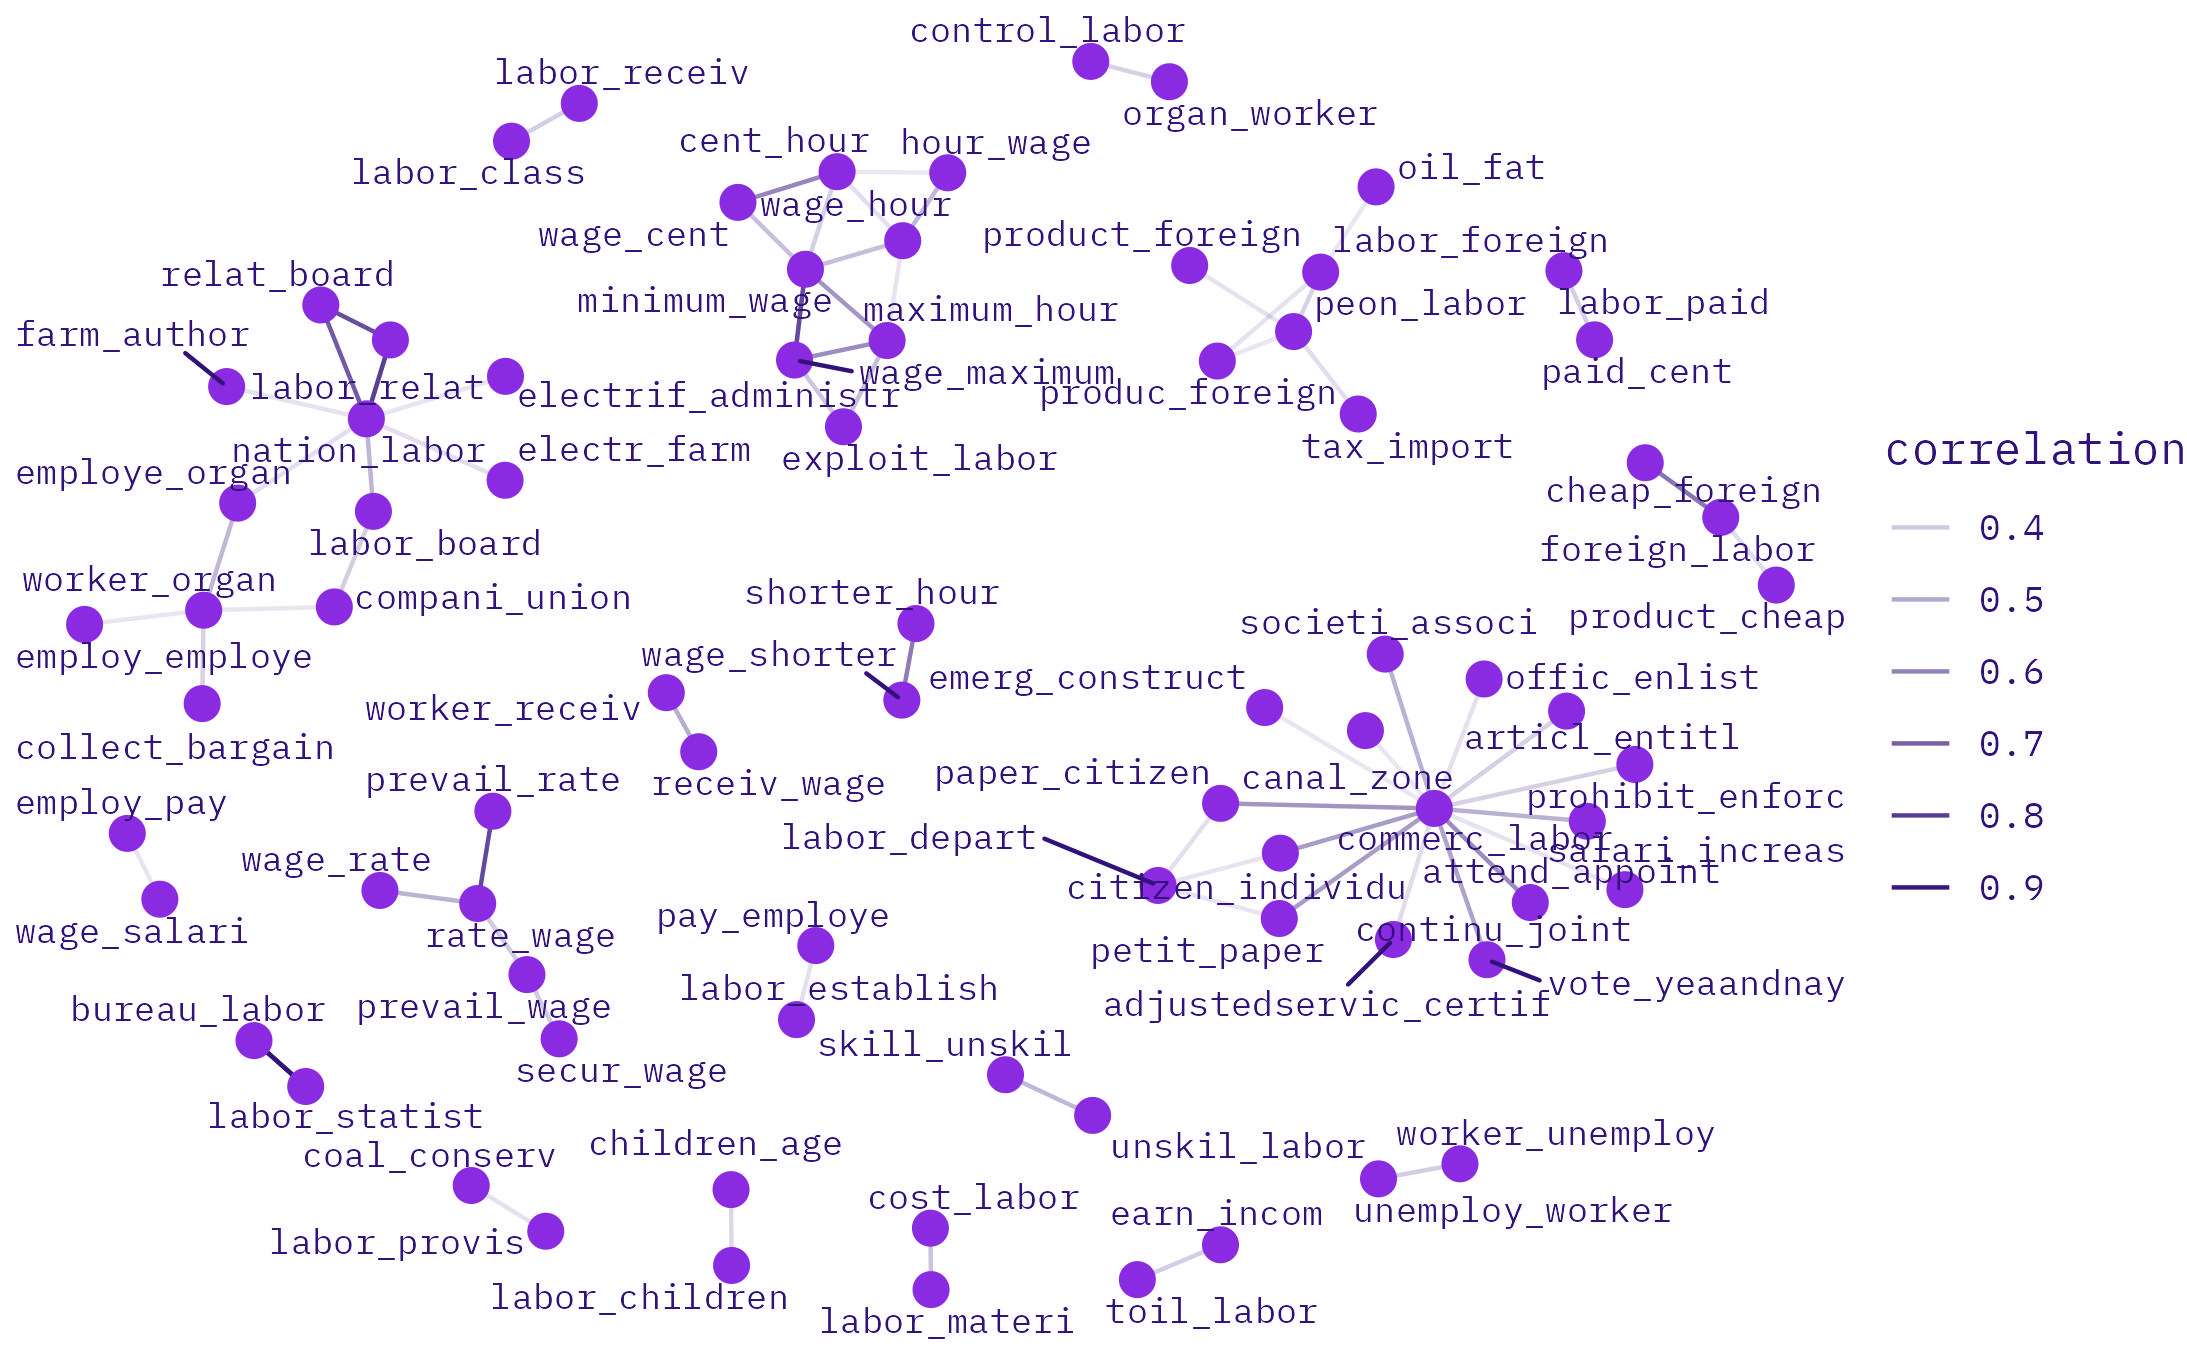 control_labor
labor_receiv
organ_worker
cent_hour
hour_wage
labor_class
oil_fat
wage_hour
wage_cent
product_foreign
labor_foreign
relat_board
minimum_wage
maximum_hour
peon_labor
labor_paid
farm_author
wage_maximum
paid_cent
labor_relat
electrif_administr
produc_foreign
nation_labor
electr_farm
exploit_labor
tax_import
correlation
employe_organ
cheap_foreign
0.4
labor_board
foreign_labor
worker_organ
compani_union
shorter_hour
0.5
societi_associ
product_cheap
employ_employe
wage_shorter
emerg_construct
offic_enlist
0.6
worker_receiv
collect_bargain
articl_entitl
0.7
prevail_rate
receiv_wage
paper_citizen
canal_zone
employ_pay
prohibit_enforc
0.8
labor_depart
commerc_labor
wage_rate
salari_increas
citizen_individu
attend_appoint
0.9
wage_salari
rate_wage
pay_employe
petit_paper
continu_joint
labor_establish
vote_yeaandnay
bureau_labor
prevail_wage
adjustedservic_certif
secur_wage
skill_unskil
labor_statist
coal_conserv
children_age
unskil_labor
worker_unemploy
cost_labor
earn_incom
unemploy_worker
labor_provis
labor_children
labor_materi
toil_labor